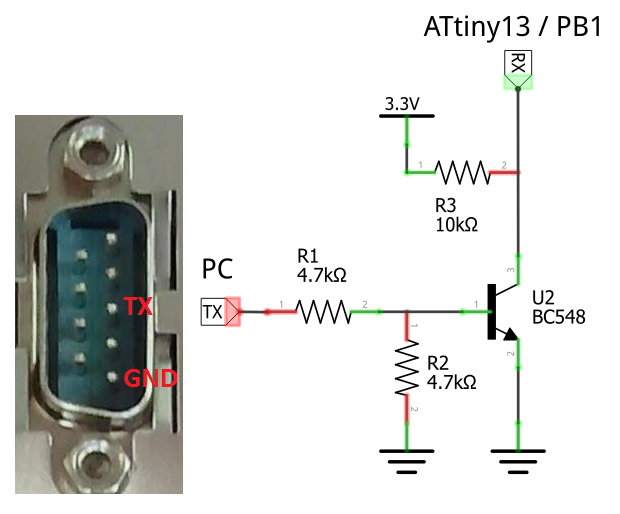 ATtiny13 / PB1
RX
3.3V
1
2
R3
10kΩ
3
PC
R1
4.7kΩ
TX
TX
1
2
1
U2
BC548
1
R2
4.7kΩ
2
2
GND